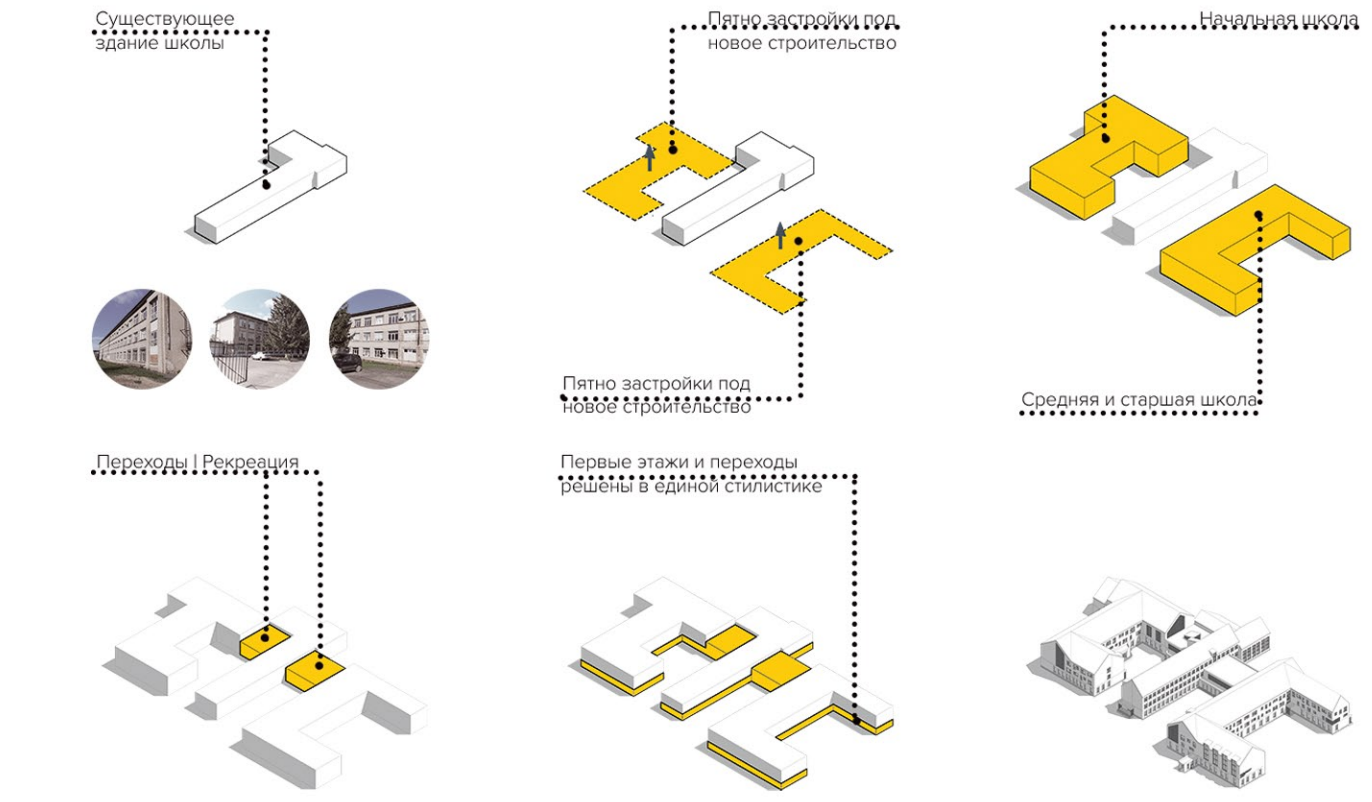 Существующее
здание школы
Пятно застройки под
новое строительство
Начальная школа
Пятно застройки под
новое строительство
Средняя и старшая школа
Переходы | Рекреация
Первые этажи и переходы
решены в единой стилистике